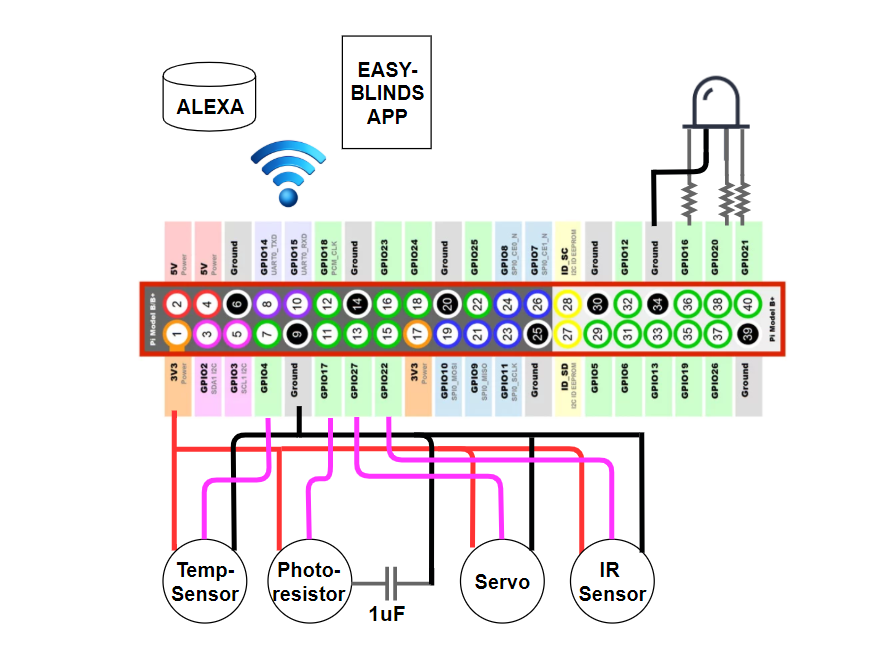 ALEXA
EASY-
BLINDS
APP
5V
Power
5V
Power
Ground
GPIO14
UART0_TXD
GPIO15
UART0_RXD
GPIO18
PCM_CLK
Ground
GPIO23
GPIO24
Ground
GPIO25
GPIO8
SPI0_CE0_N
GPIO7
SPI0_CE1_N
ID_SC
I2C ID EEPROM
Ground
GPIO12
Ground
GPIO16
GPIO20
GPIO21
Pi Model B/B+
2 4 6 8 10 12 14 16 18 20 22 24 26 28 30 32 34 36 38 40
1 3 5 7 9 11 13 15 17 19 21 23 25 27 29 31 33 35 37 39
Pi Model B+
3V3
Power
GPIO2
SDA1 I2C
GPIO3
SCL1 I2C
GPIO4
Ground
GPIO17
GPIO27
GPIO22
3V3
Power
GPIO10
SPI0_MOSI
GPIO9
SPI0_MISO
GPIO11
SPI0_SCLK
Ground
ID_SD
I2C ID EEPROM
GPIO5
GPIO6
GPIO13
GPIO19
GPIO26
Ground
Temp-
Sensor
Photo-
resistor
1uF
Servo
IR
Sensor